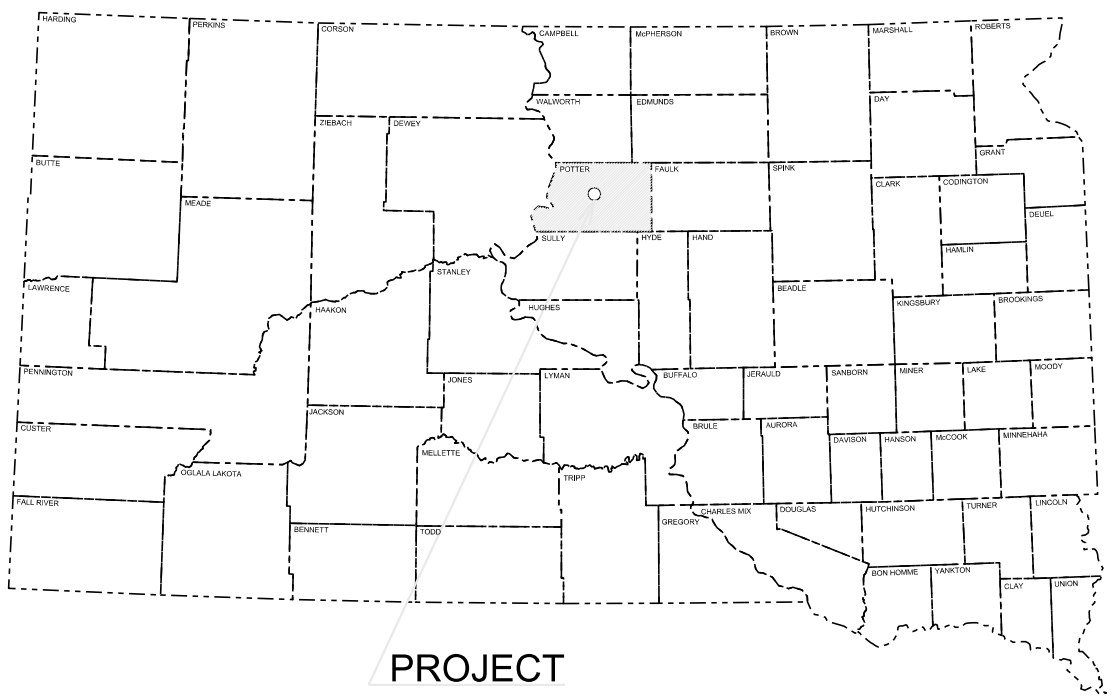 HARDING
PERKINS
CORSON
CAMPBELL
McPHERSON
BROWN
MARSHALL
ROBERTS
WALWORTH
EDMUNDS
DAY
ZIEBACH
DEWEY
GRANT
BUTTE
POTTER
FAULK
SPINK
CLARK
CODINGTON
MEADE
DEUEL
SULLY
HYDE
HAND
HAMLIN
STANLEY
LAWRENCE
BEADLE
HAAKON
HUGHES
KINGSBURY
BROOKINGS
PENNINGTON
JONES
LYMAN
BUFFALO
JERAULD
SANBORN
MINER
LAKE
MOODY
JACKSON
CUSTER
BRULE
AURORA
DAVISON
HANSON
McCOOK
MINNEHAHA
MELLETTE
OGLALA LAKOTA
TRIPP
FALL RIVER
GREGORY
CHARLES MIX
DOUGLAS
HUTCHINSON
TURNER
LINCOLN
BENNETT
TODD
BON HOMME
YANKTON
CLAY
UNION
PROJECT